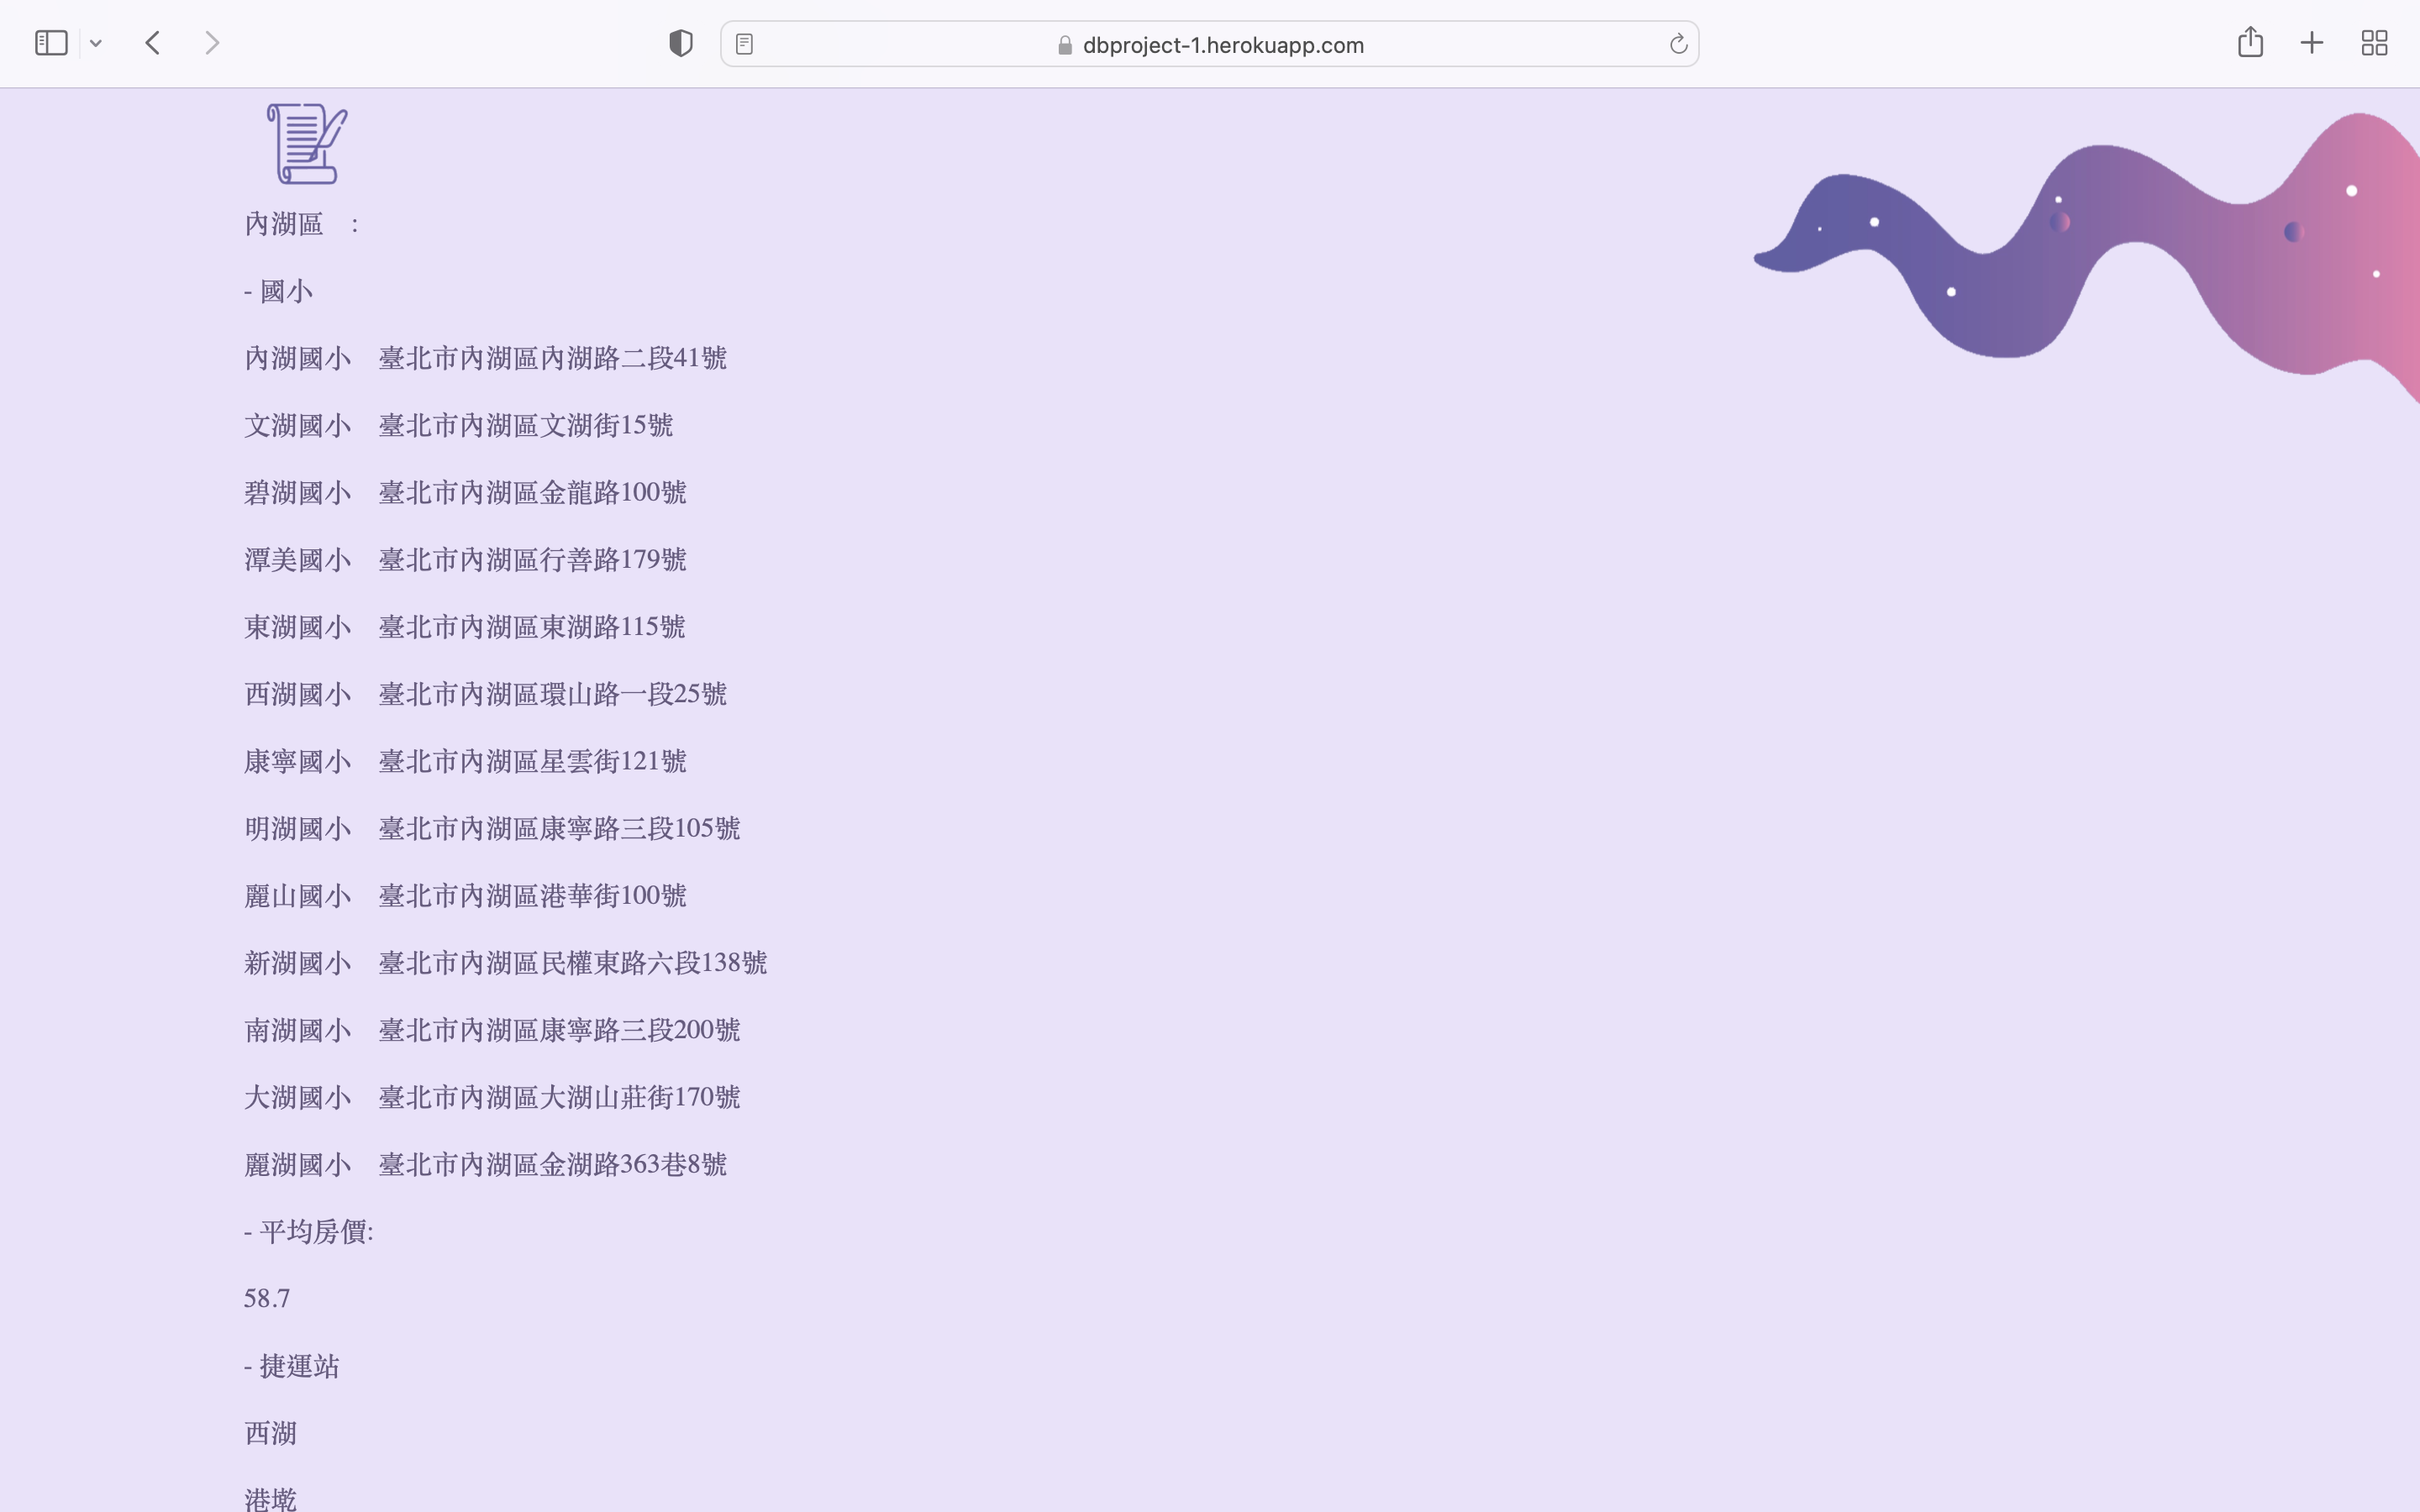 dbproject-1.herokuapp.com
內湖區　:
- 國小
內湖國小　臺北市內湖區內湖路二段41號
文湖國小　臺北市內湖區文湖街15號
碧湖國小　臺北市內湖區金龍路100號
潭美國小　臺北市內湖區行善路179號
東湖國小　臺北市內湖區東湖路115號
西湖國小　臺北市內湖區環山路一段25號
康寧國小　臺北市內湖區星雲街121號
明湖國小　臺北市內湖區康寧路三段105號
麗山國小　臺北市內湖區港華街100號
新湖國小　臺北市內湖區民權東路六段138號
南湖國小　臺北市內湖區康寧路三段200號
大湖國小　臺北市內湖區大湖山莊街170號
麗湖國小　臺北市內湖區金湖路363巷8號
- 平均房價:
58.7
- 捷運站
西湖
港墘